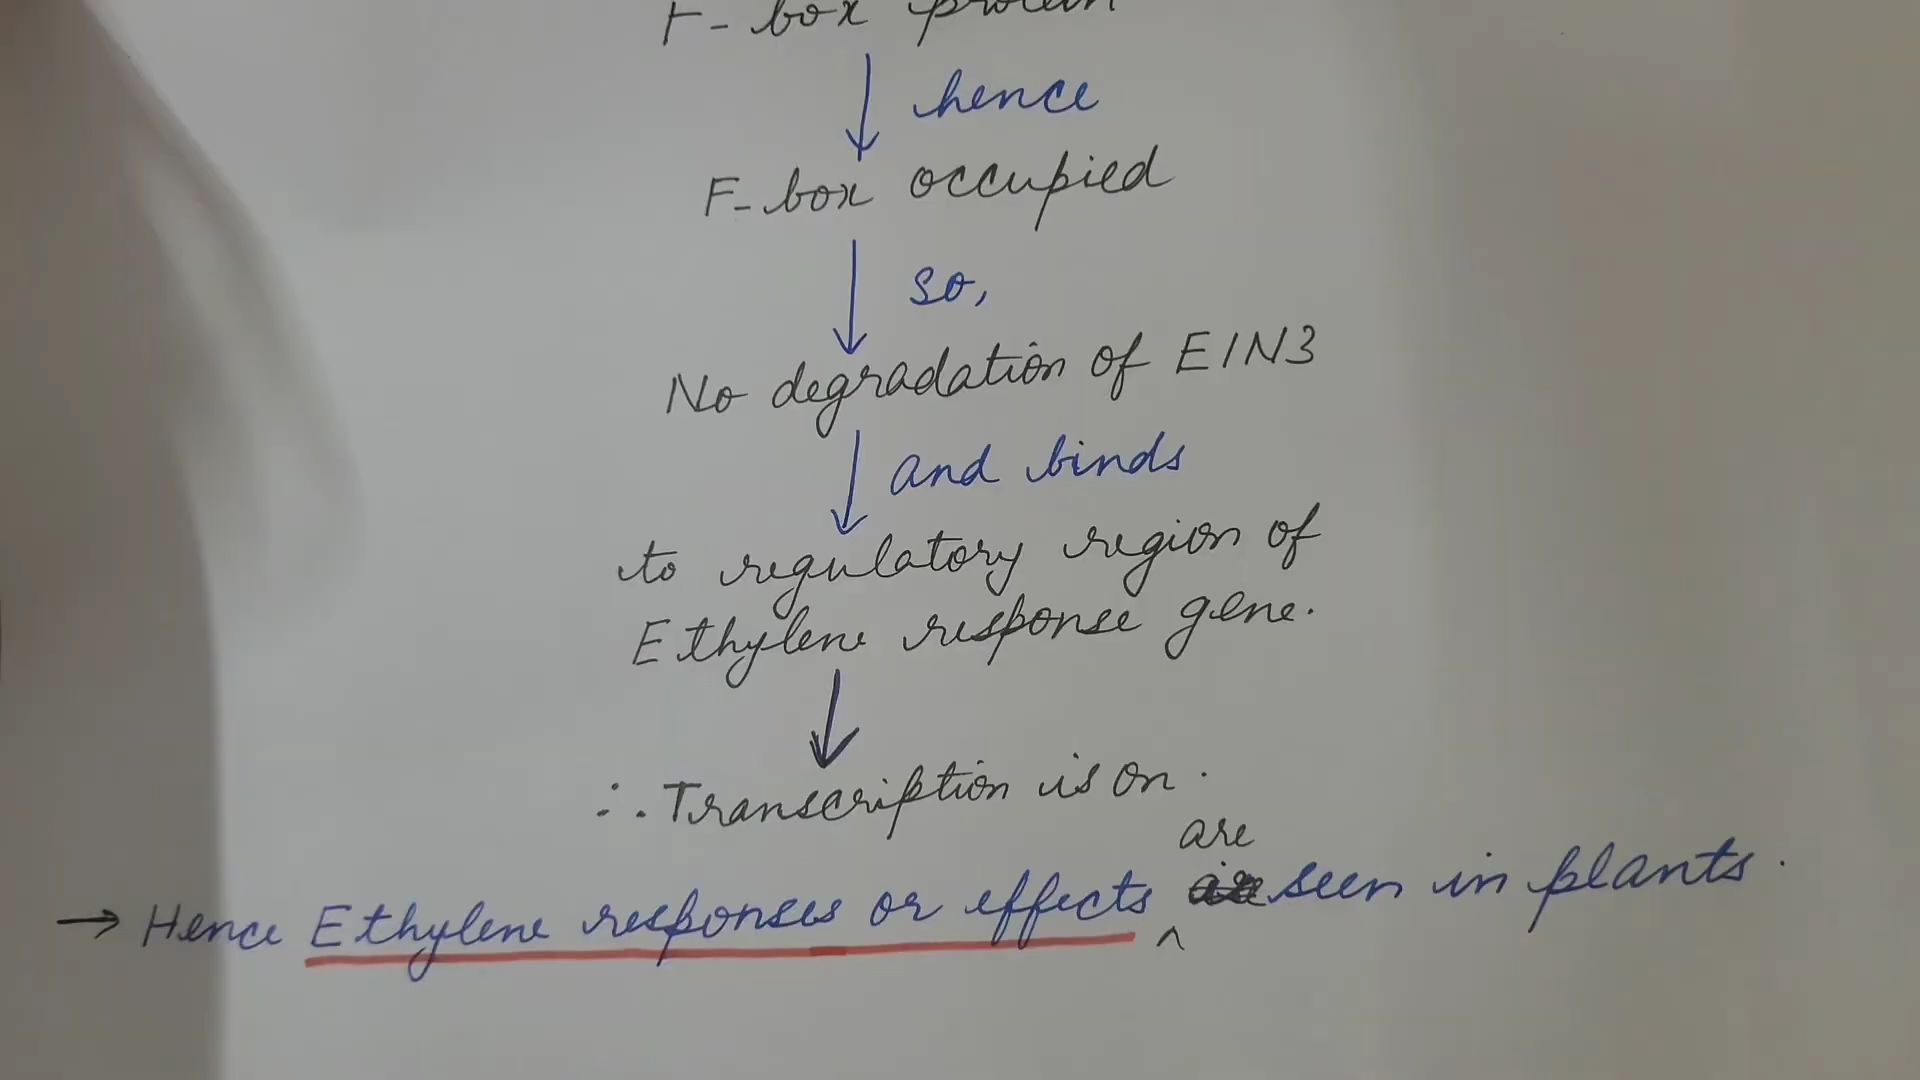 F-box protein
hence
F-box occupied
so,
No degradation of EIN3
and binds
to regulatory region of
Ethylene response gene.
∴ Transcription is on.
are
→ Hence Ethylene responses or effects ^ seen in plants.